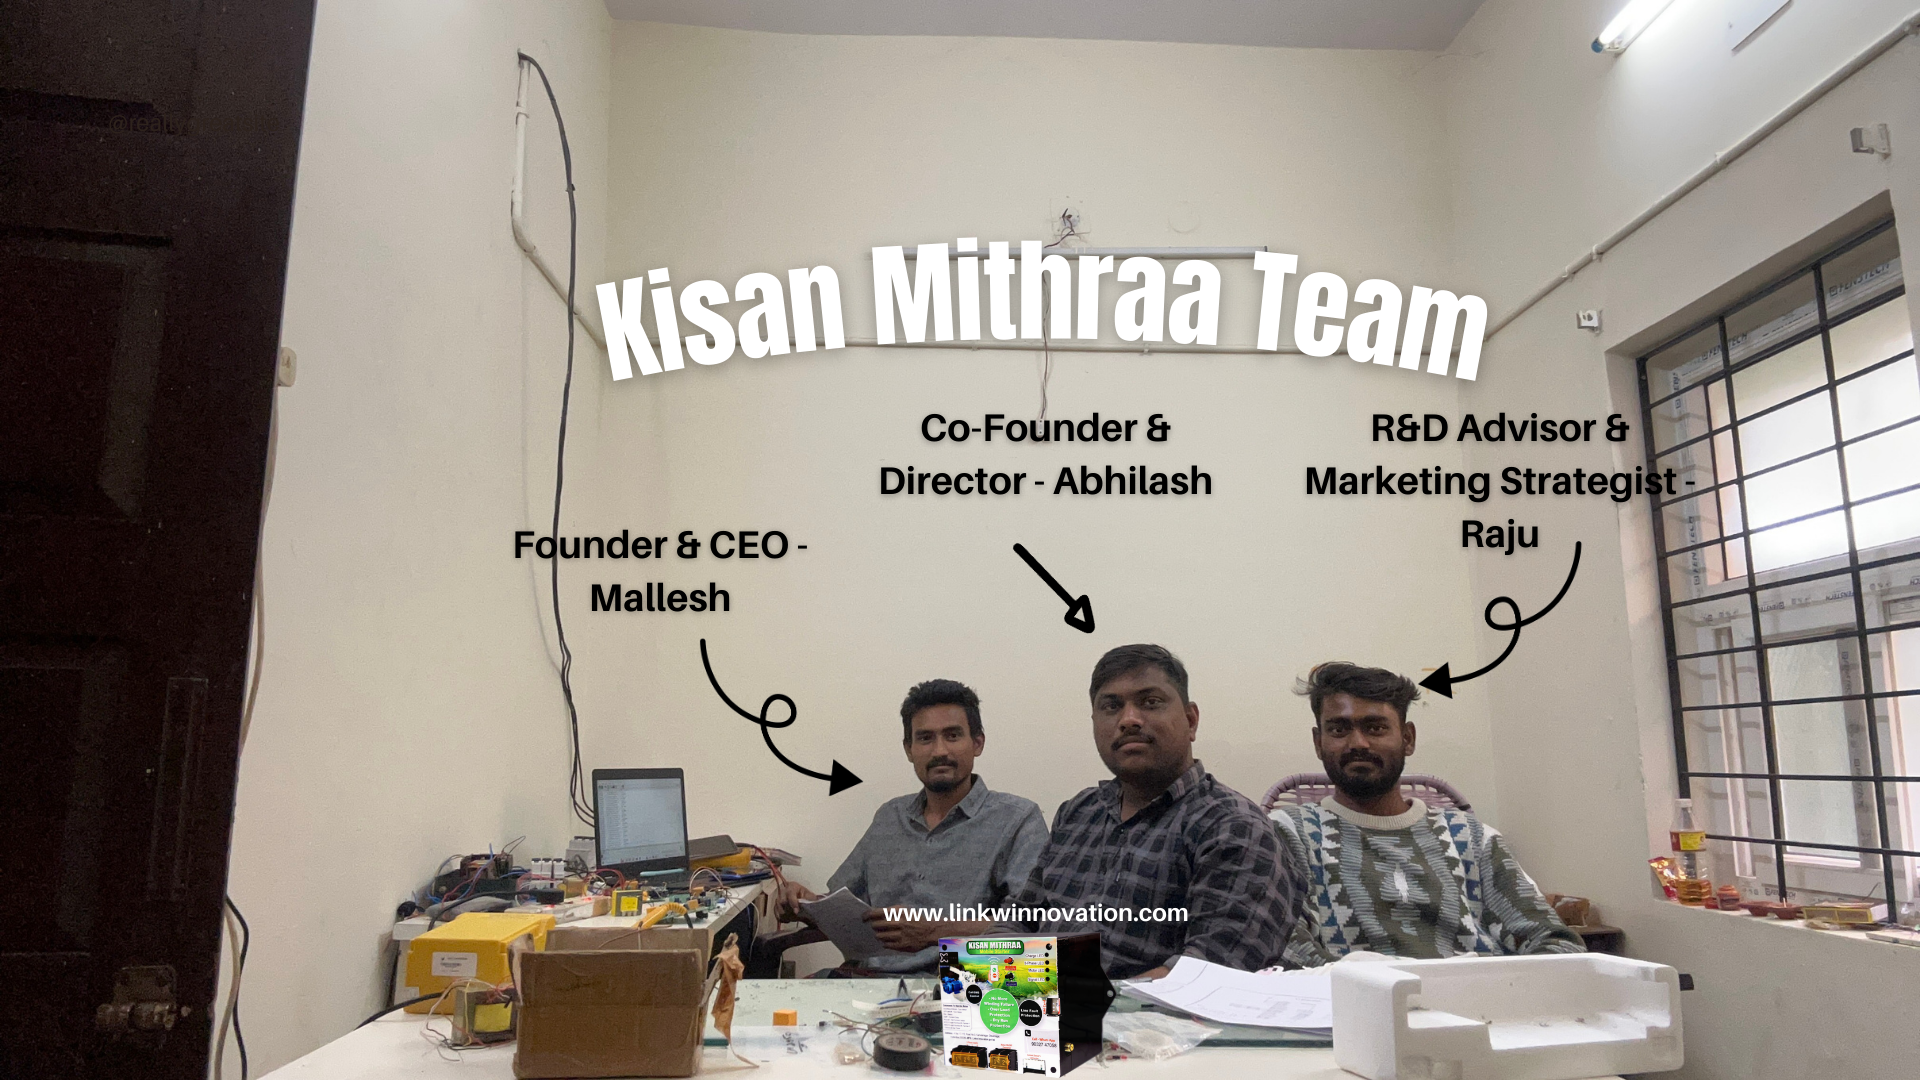 @reall
Kisan Mithraa Team
Co-Founder &
Director - Abhilash
R&D Advisor &
Marketing Strategist -
Raju
Founder & CEO -
Mallesh
www.linkwinnovation.com
KISAN MITHRAA